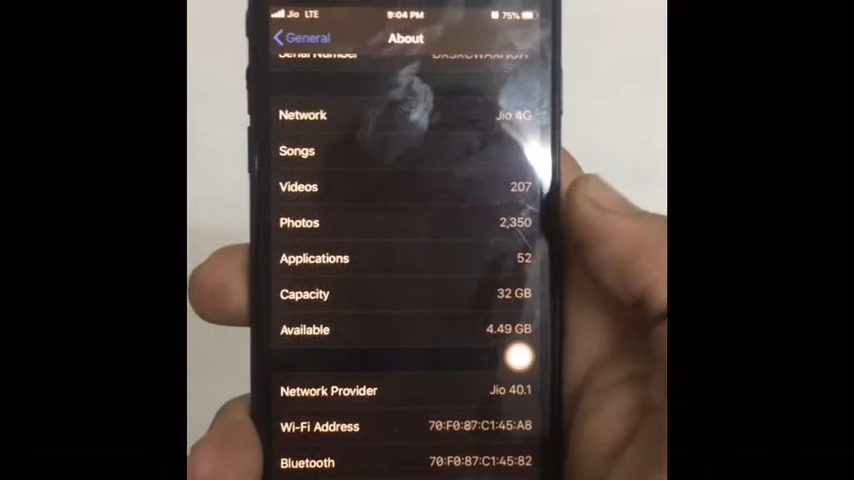 Jio LTE 9:04 PM 75%
General About
Serial Number
Network Jio 4G
Songs
Videos 207
Photos 2,350
Applications 52
Capacity 32 GB
Available 4.49 GB
Network Provider Jio 40.1
Wi-Fi Address 70:F0:87:C1:45:A8
Bluetooth 70:F0:87:C1:45:82